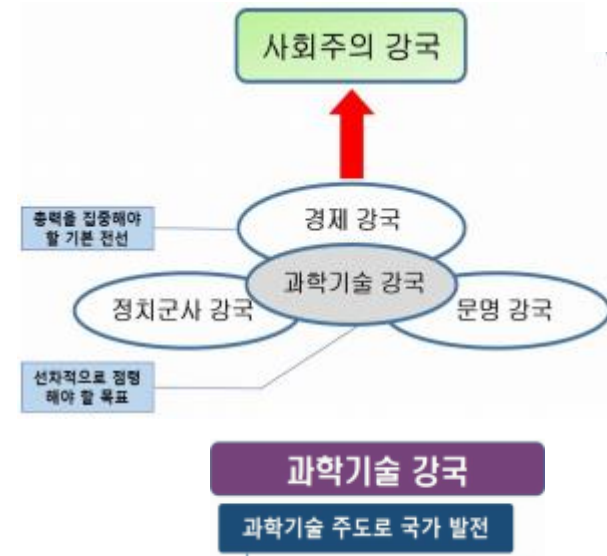 사회주의 강국
총력을 집중해야
할 기본 전선
경제 강국
과학기술 강국
정치군사 강국
문명 강국
선차적으로 점령
해야 할 목표
과학기술 강국
과학기술 주도로 국가 발전